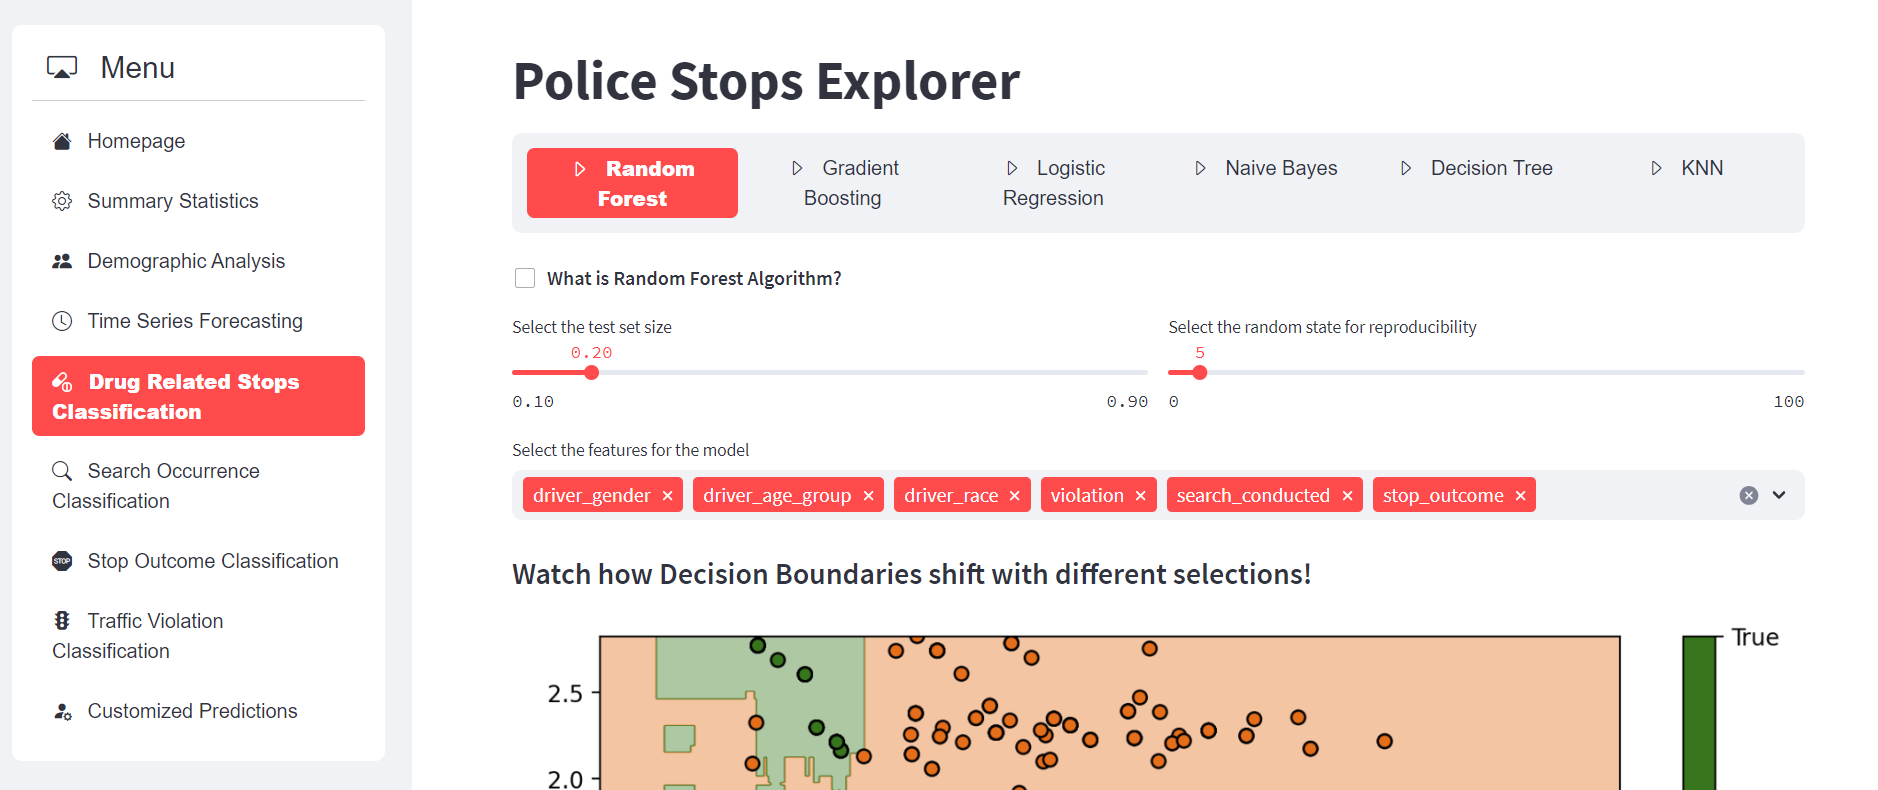 Menu
Homepage
Summary Statistics
Demographic Analysis
Time Series Forecasting
Drug Related Stops
Classification
Search Occurrence
Classification
STOP
Stop Outcome Classification
Traffic Violation
Classification
Customized Predictions
Police Stops Explorer
Random
Forest
Gradient
Boosting
Logistic
Regression
Naive Bayes
Decision Tree
KNN
What is Random Forest Algorithm?
Select the test set size
0.20
0.10
0.90
Select the random state for reproducibility
5
0
100
Select the features for the model
driver_gender
driver_age_group
driver_race
violation
search_conducted
stop_outcome
Watch how Decision Boundaries shift with different selections!
2.5
2.0
True